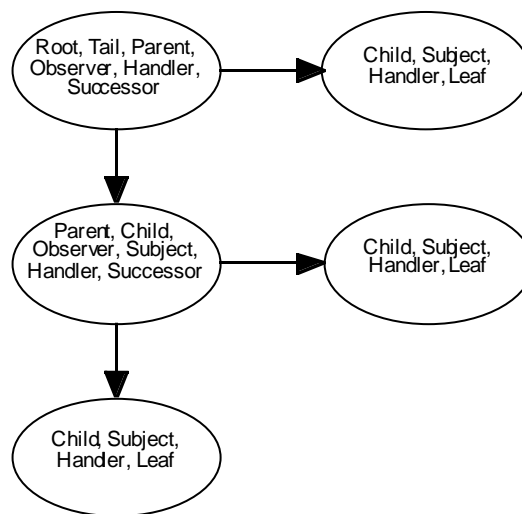 Root, Tail, Parent,
Observer, Handler,
Successor
Child, Subject,
Handler, Leaf
Parent, Child,
Observer, Subject,
Handler, Successor
Child, Subject,
Handler, Leaf
Child, Subject,
Handler, Leaf